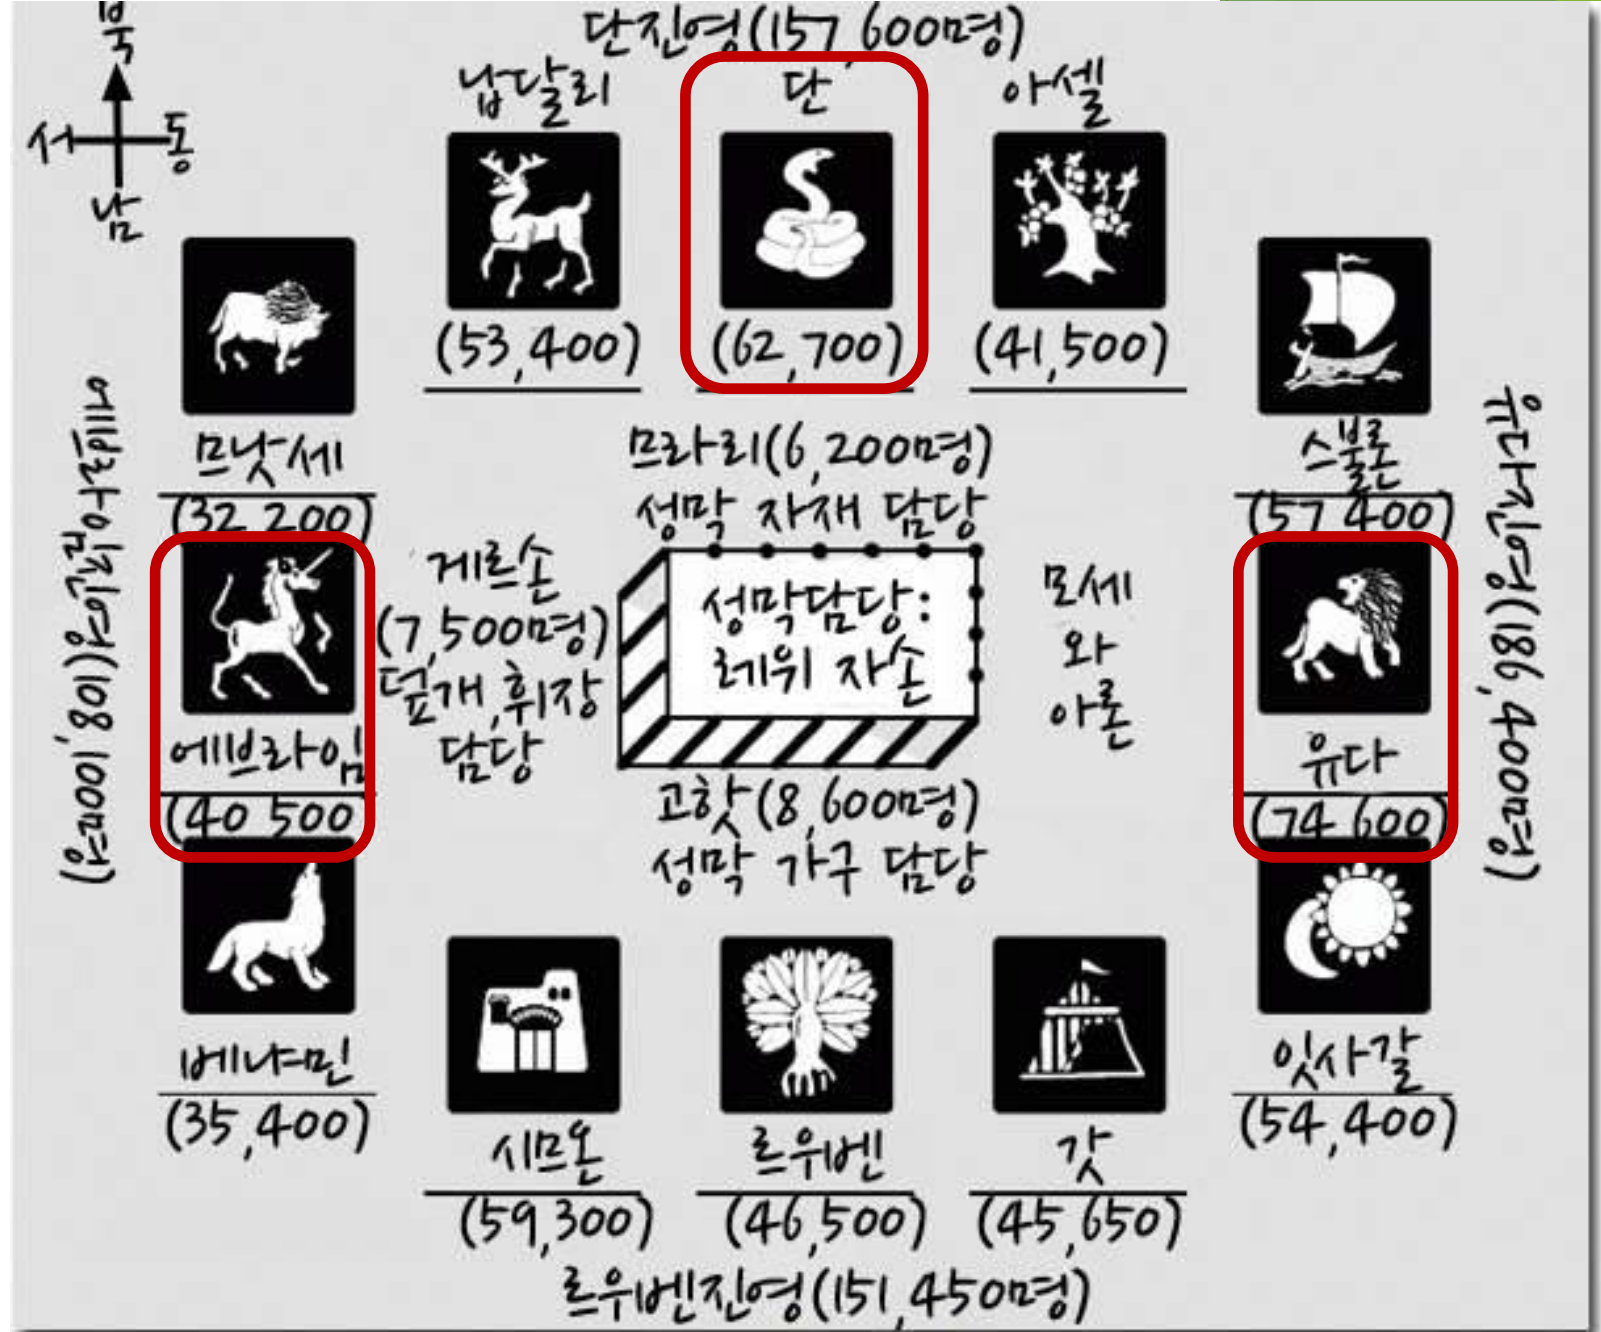 북
서 동
남
단진영(157,600명)
납달리
단
아셀
(53,400)
(62,700)
(41,500)
므낫세
(32 200)
에브라임
(40 500
베냐민
(35,400)
에브라임진영(108,100명)
므라리(6,200명)
성막 자재 담당
게르손
(7,500명)
덮개,휘장
담당
성막담당:
레위 자손
모세
와
아론
고핫(8,600명)
성막 가구 담당
스불론
(57 400)
유다
(74 600)
잇사갈
(54,400)
유다진영(186,400명)
시므온
르우벤
갓
(59,300)
(46,500)
(45,650)
르우벤진영(151,450명)